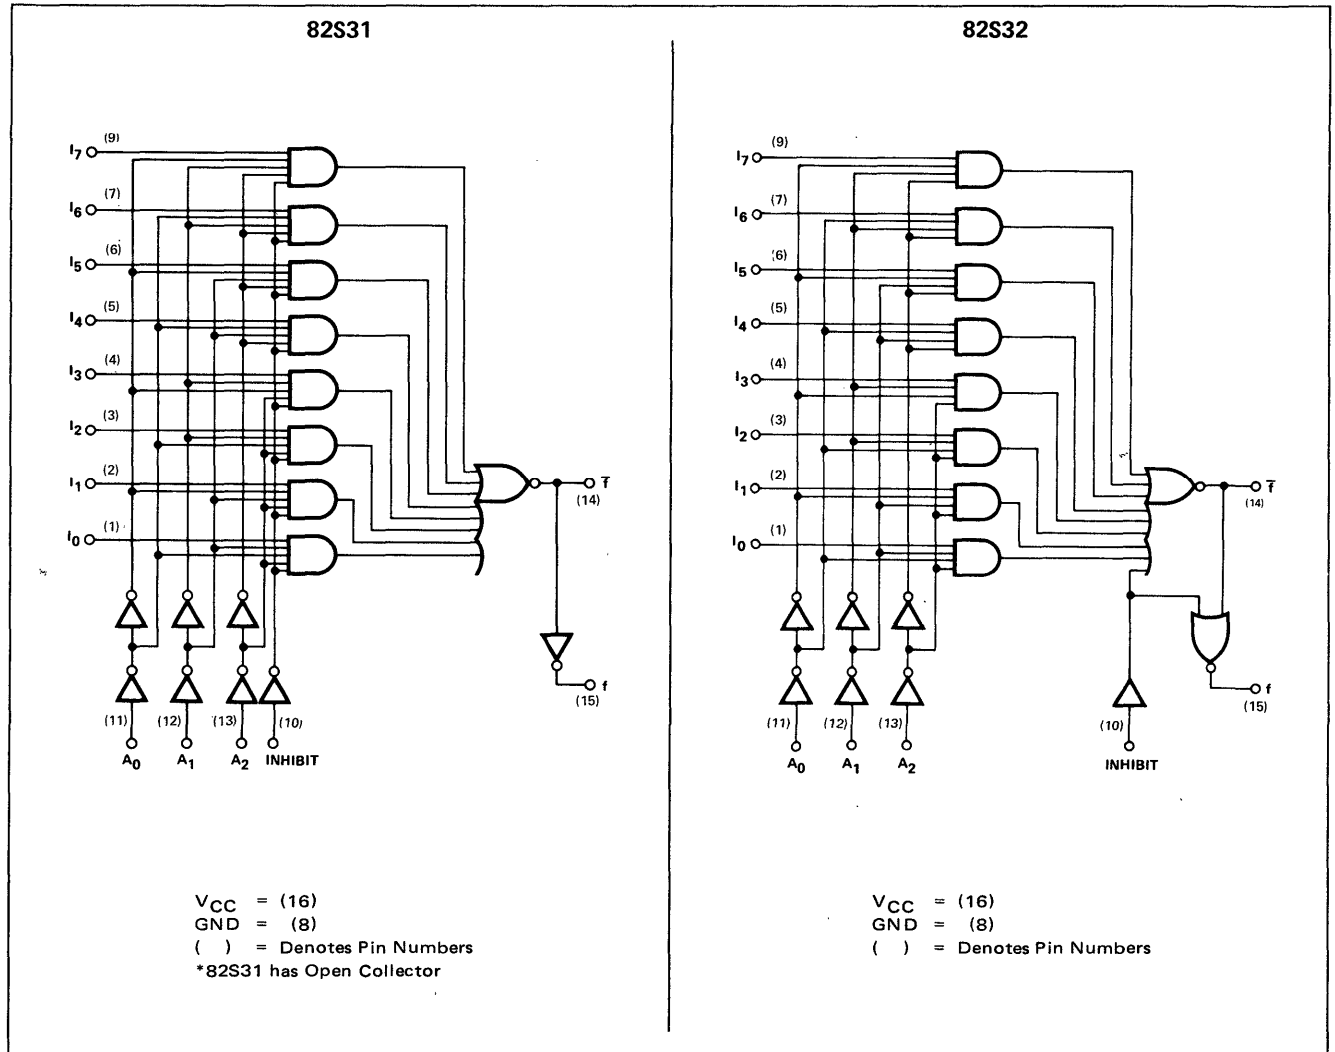 82S31
I7 (9)
I6 (7)
I5 (6)
I4 (5)
I3 (4)
I2 (3)
I1 (2)
I0 (1)
f̅
(14)
f
(15)
(11) (12) (13) (10)
A0 A1 A2 INHIBIT
VCC = (16)
GND = (8)
( ) = Denotes Pin Numbers
*82S31 has Open Collector
82S32
I7 (9)
I6 (7)
I5 (6)
I4 (5)
I3 (4)
I2 (3)
I1 (2)
I0 (1)
f̅
(14)
f
(15)
(11) (12) (13) (10)
A0 A1 A2 INHIBIT
VCC = (16)
GND = (8)
( ) = Denotes Pin Numbers